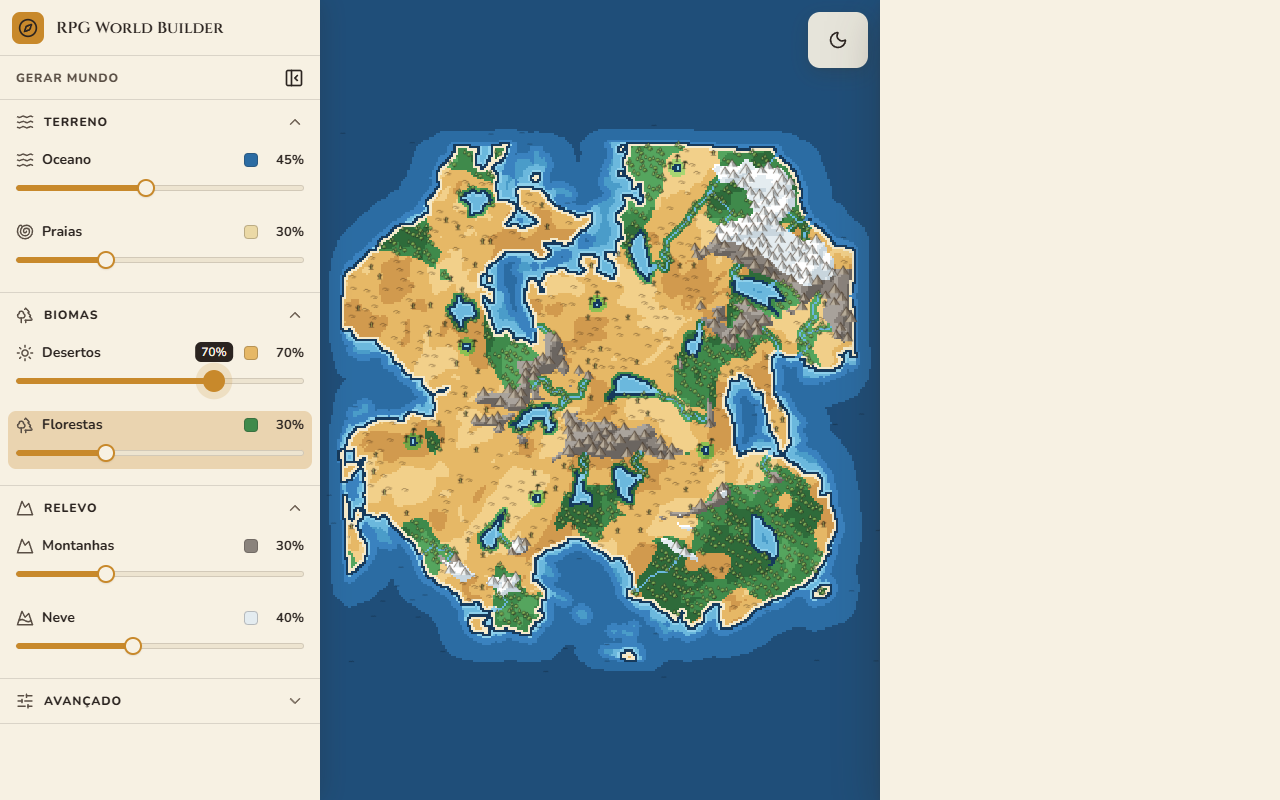 RPG World Builder
GERAR MUNDO
TERRENO
Oceano 45%
Praias 30%
BIOMAS
Desertos 70% 70%
Florestas 30%
RELEVO
Montanhas 30%
Neve 40%
AVANÇADO